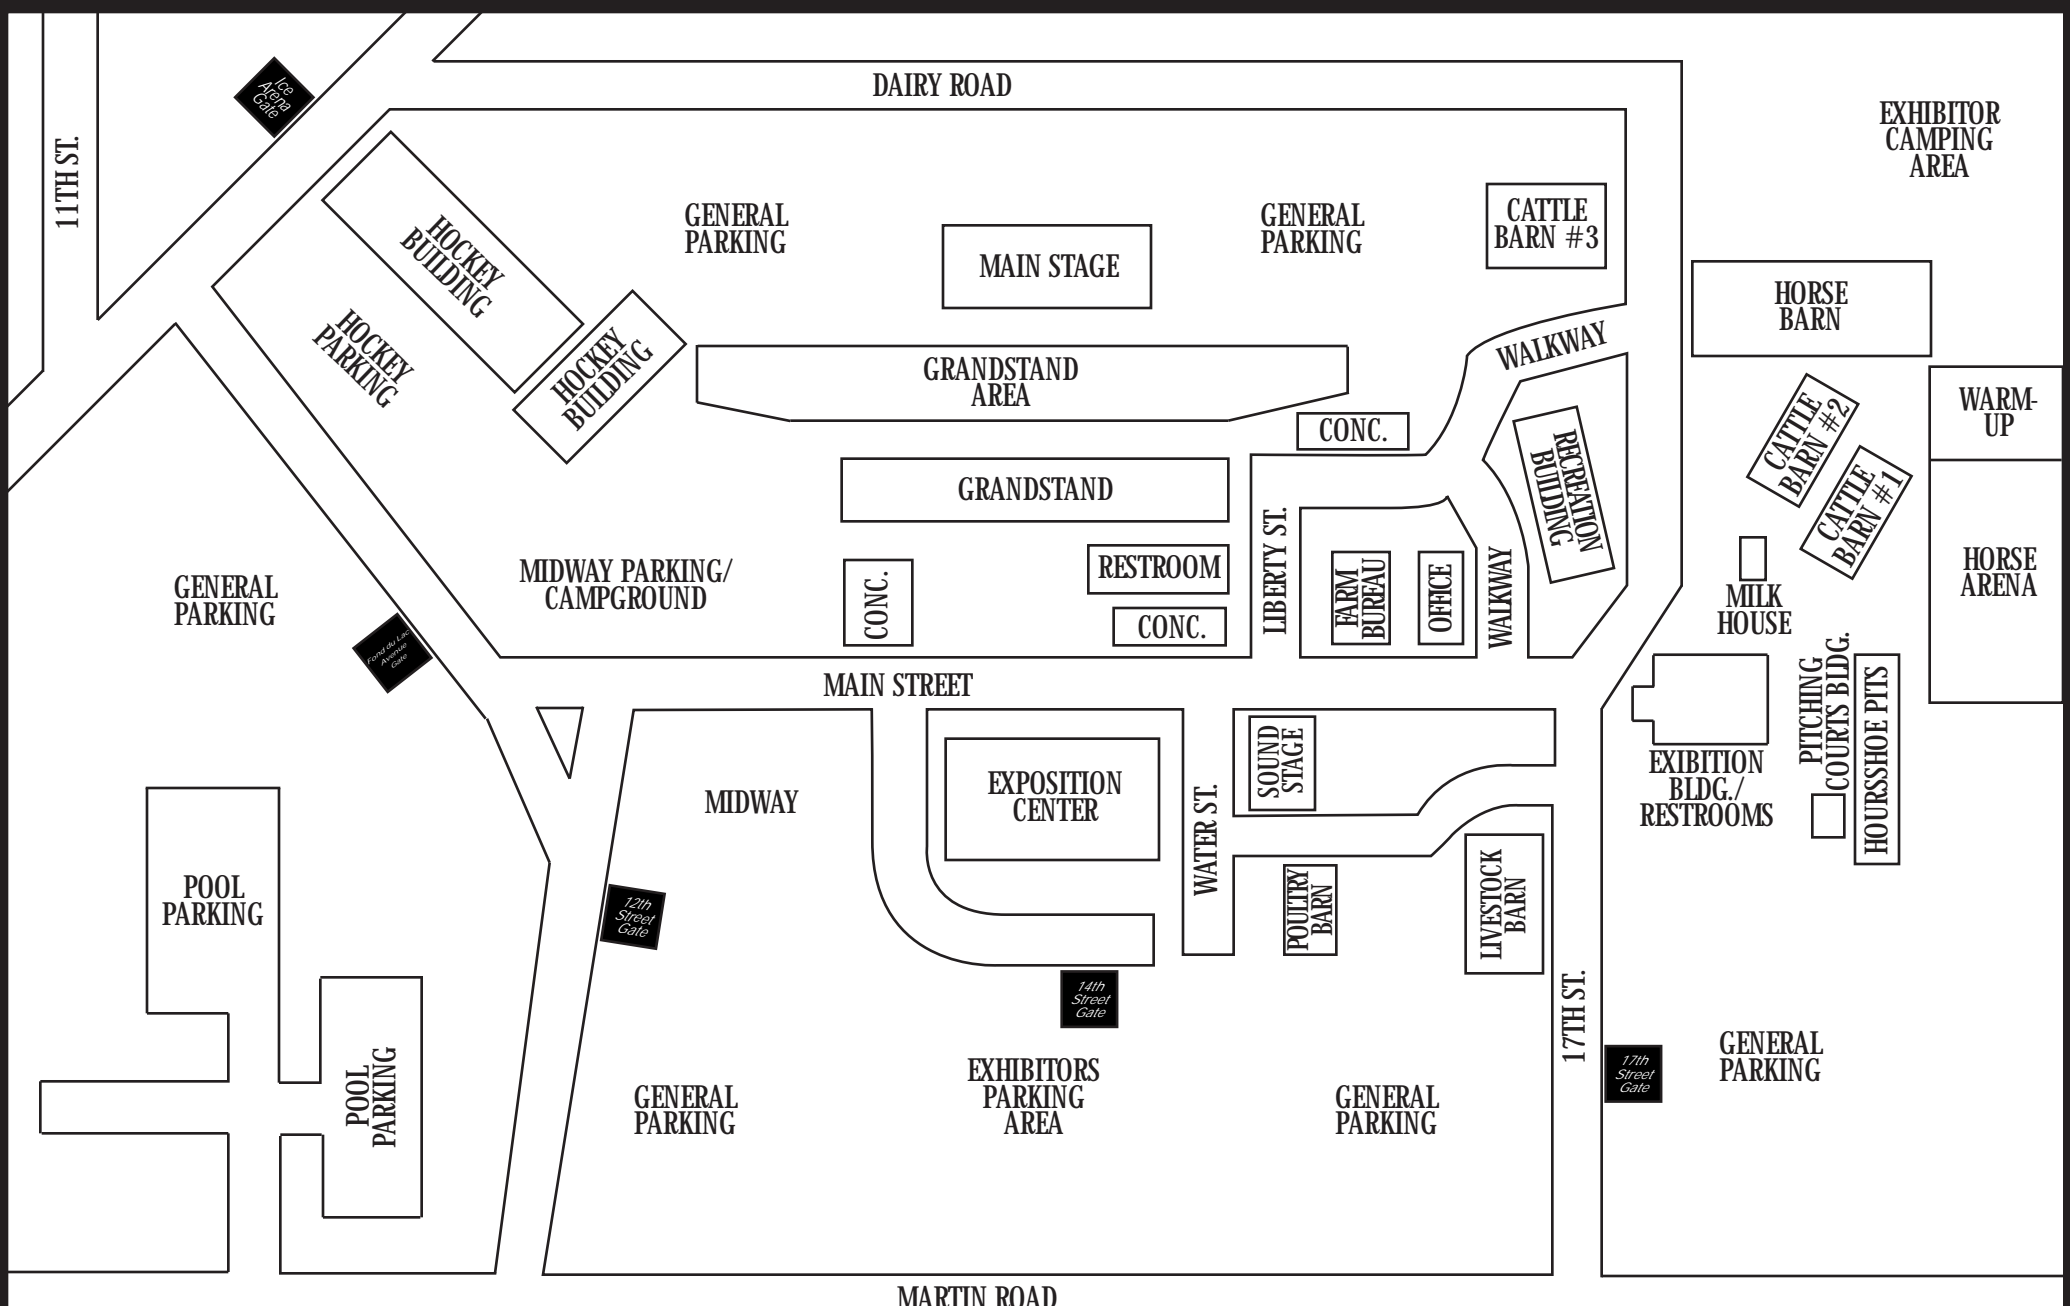 DAIRY ROAD
Ice
Arena
Gate
11TH ST.
EXHIBITOR
CAMPING
AREA
HOCKEY
BUILDING
GENERAL
PARKING
MAIN STAGE
GENERAL
PARKING
CATTLE
BARN #3
HORSE
BARN
HOCKEY
PARKING
HOCKEY
BUILDING
GRANDSTAND
AREA
WALKWAY
CONC.
WARM-
UP
CATTLE
BARN #2
CATTLE
BARN #1
RECREATION
BUILDING
GRANDSTAND
LIBERTY ST.
RESTROOM
CONC.
CONC.
FARM
BUREAU
OFFICE
WALKWAY
HORSE
ARENA
MILK
HOUSE
MIDWAY PARKING/
CAMPGROUND
GENERAL
PARKING
Fond du Lac
Avenue
Gate
MAIN STREET
PITCHING
COURTS BLDG.
HOURSSHOE PITS
EXIBITION
BLDG./
RESTROOMS
MIDWAY
EXPOSITION
CENTER
WATER ST.
SOUND
STAGE
POULTRY
BARN
LIVESTOCK
BARN
POOL
PARKING
12th
Street
Gate
14th
Street
Gate
17TH ST.
17th
Street
Gate
GENERAL
PARKING
POOL
PARKING
GENERAL
PARKING
EXHIBITORS
PARKING
AREA
GENERAL
PARKING
MARTIN ROAD